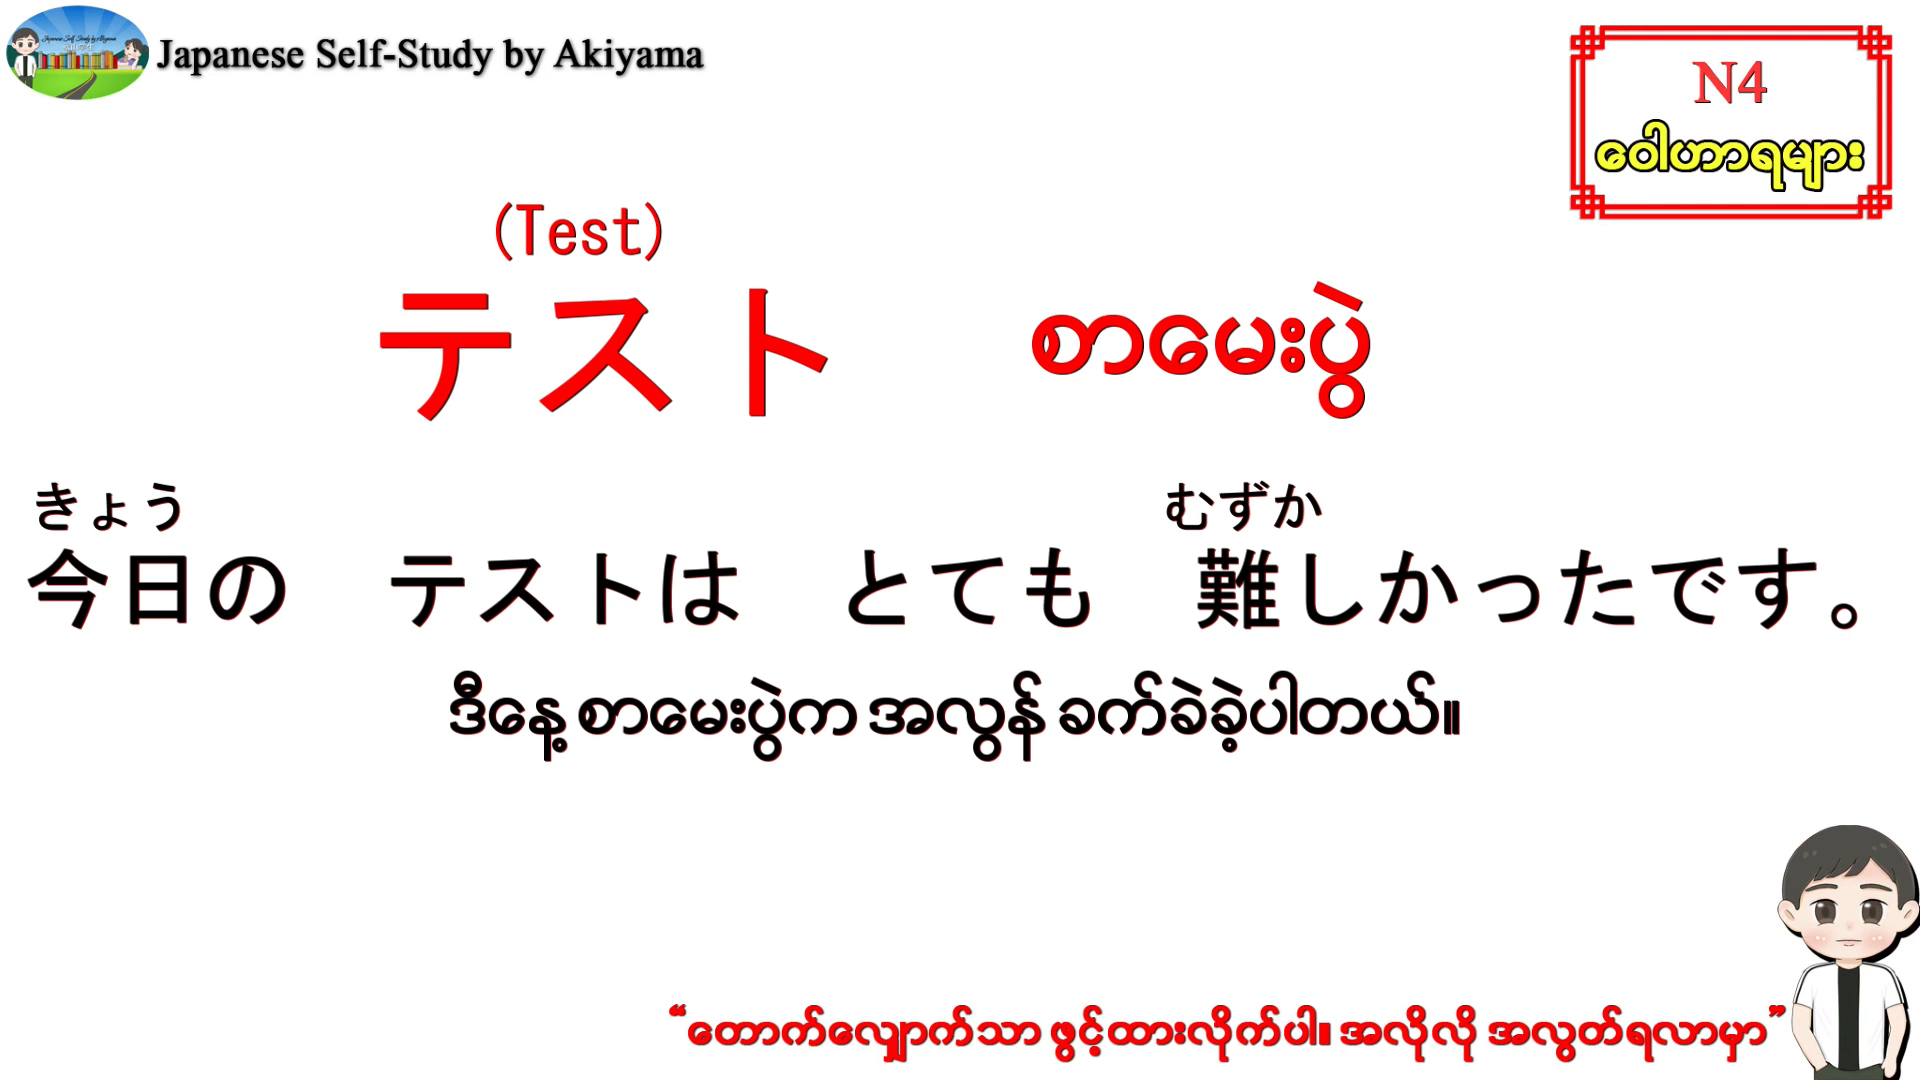 Japanese Self-Study by Akiyama
N4
ဝေါဟာရများ
(Test)
テスト စာမေးပွဲ
きょう むずか
今日の テストは とても 難しかったです。
ဒီနေ့ စာမေးပွဲက အလွန် ခက်ခဲခဲ့ပါတယ်။
“တောက်လျှောက်သာ ဖွင့်ထားလိုက်ပါ။ အလိုလို အလွတ်ရလာမှာ”